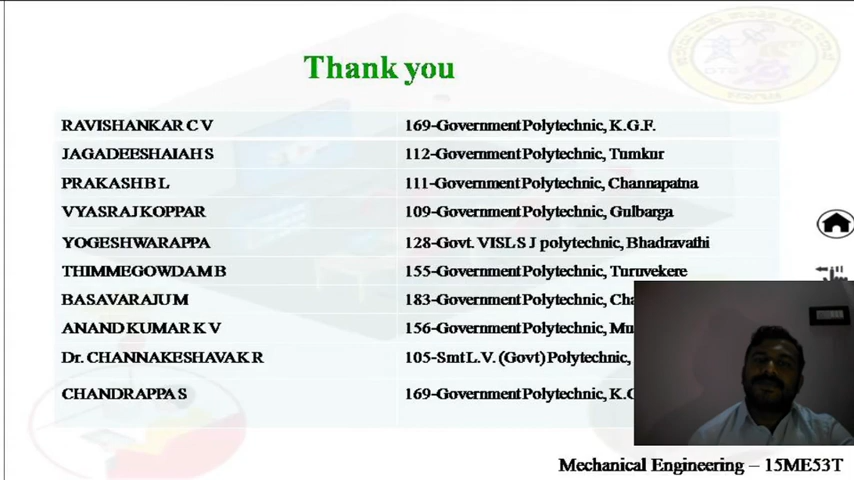 Thank you
RAVISHANKAR C V 169-Government Polytechnic, K.G.F.
JAGADEESHAIAH S 112-Government Polytechnic, Tumkur
PRAKASH B L 111-Government Polytechnic, Channapatna
VYASRAJ KOPPAR 109-Government Polytechnic, Gulbarga
YOGESHWARAPPA 128-Govt. VISL S J polytechnic, Bhadravathi
THIMMEGOWDA M B 155-Government Polytechnic, Turuvekere
BASAVARAJU M 183-Government Polytechnic,
ANAND KUMAR K V 156-Government Polytechnic,
Dr. CHANNAKESHAVA K R 105-Smt L.V. (Govt) Polytechnic,
CHANDRAPPA S 169-Government Polytechnic,
Mechanical Engineering – 15ME53T